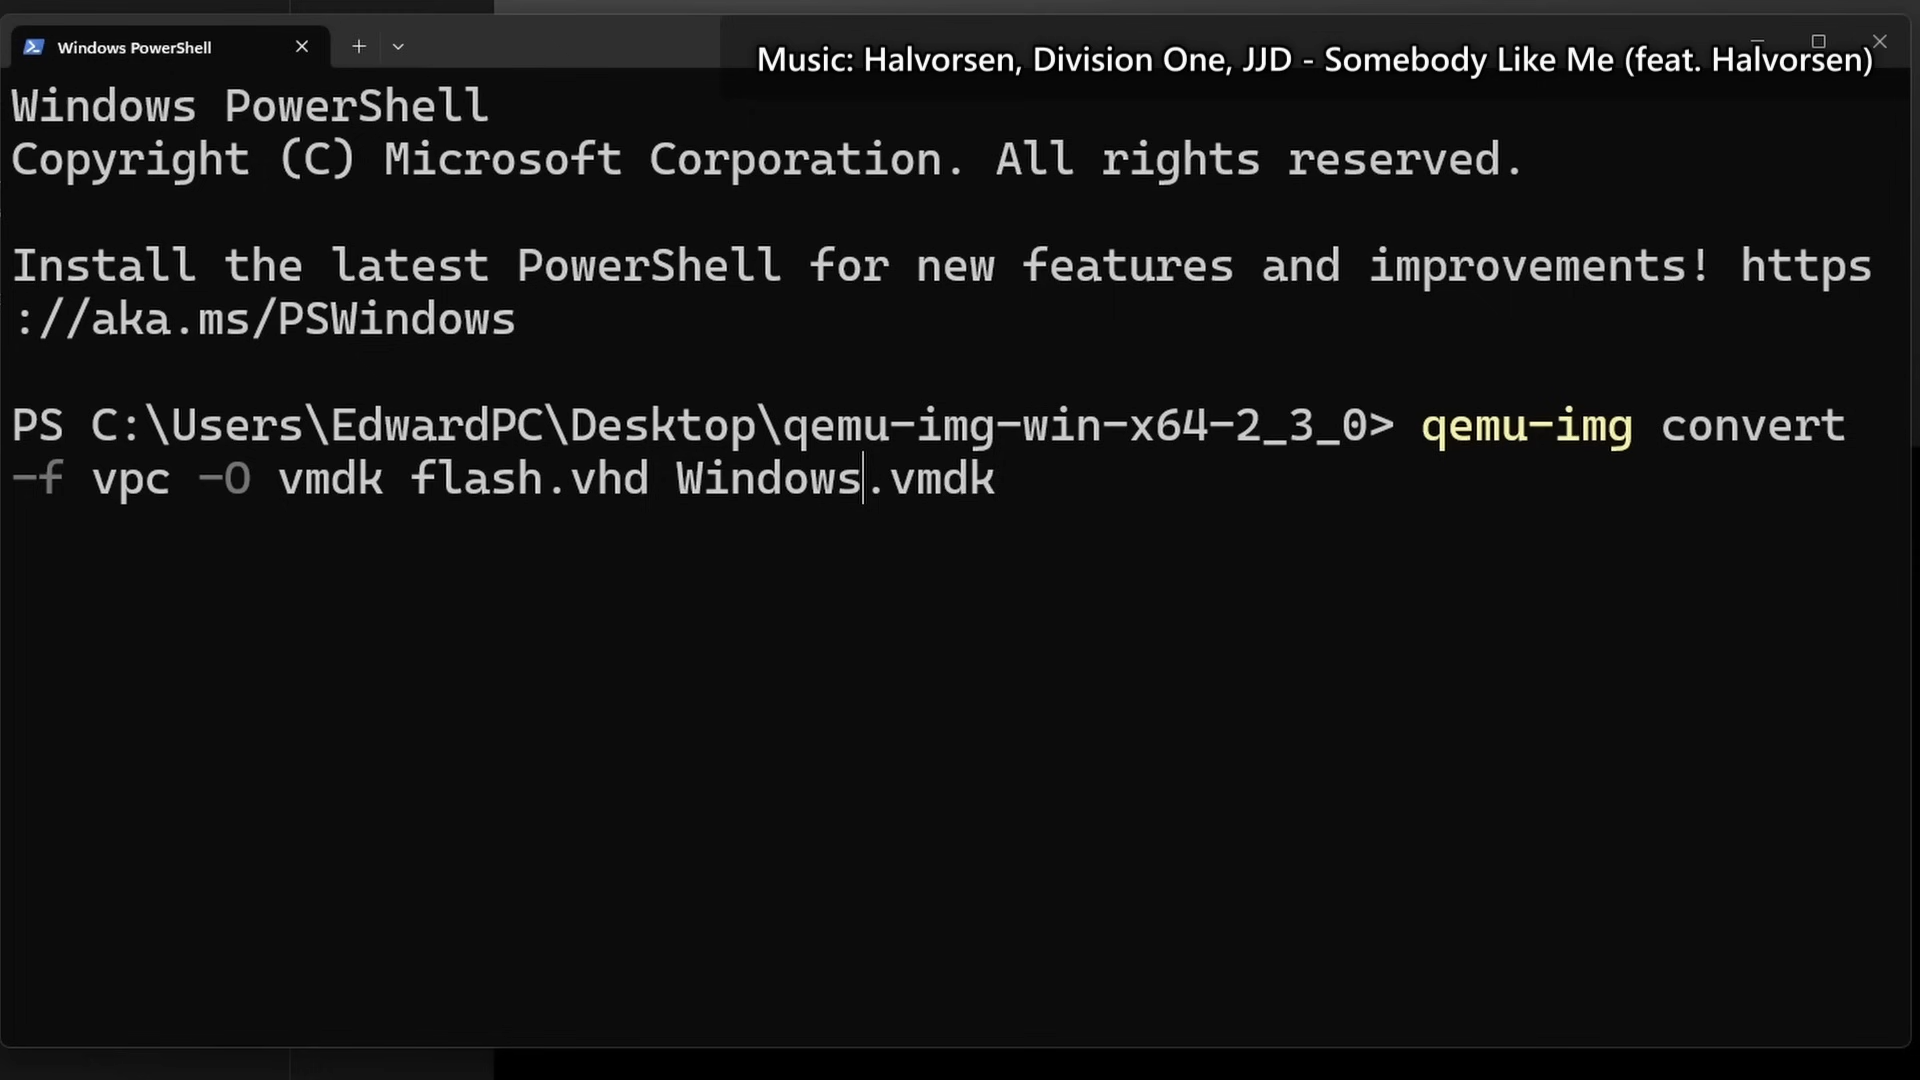 Windows PowerShell
Music: Halvorsen, Division One, JJD - Somebody Like Me (feat. Halvorsen)
Windows PowerShell
Copyright (C) Microsoft Corporation. All rights reserved.
Install the latest PowerShell for new features and improvements! https
://aka.ms/PSWindows
PS C:\Users\EdwardPC\Desktop\qemu-img-win-x64-2_3_0> qemu-img convert
-f vpc -O vmdk flash.vhd Windows.vmdk